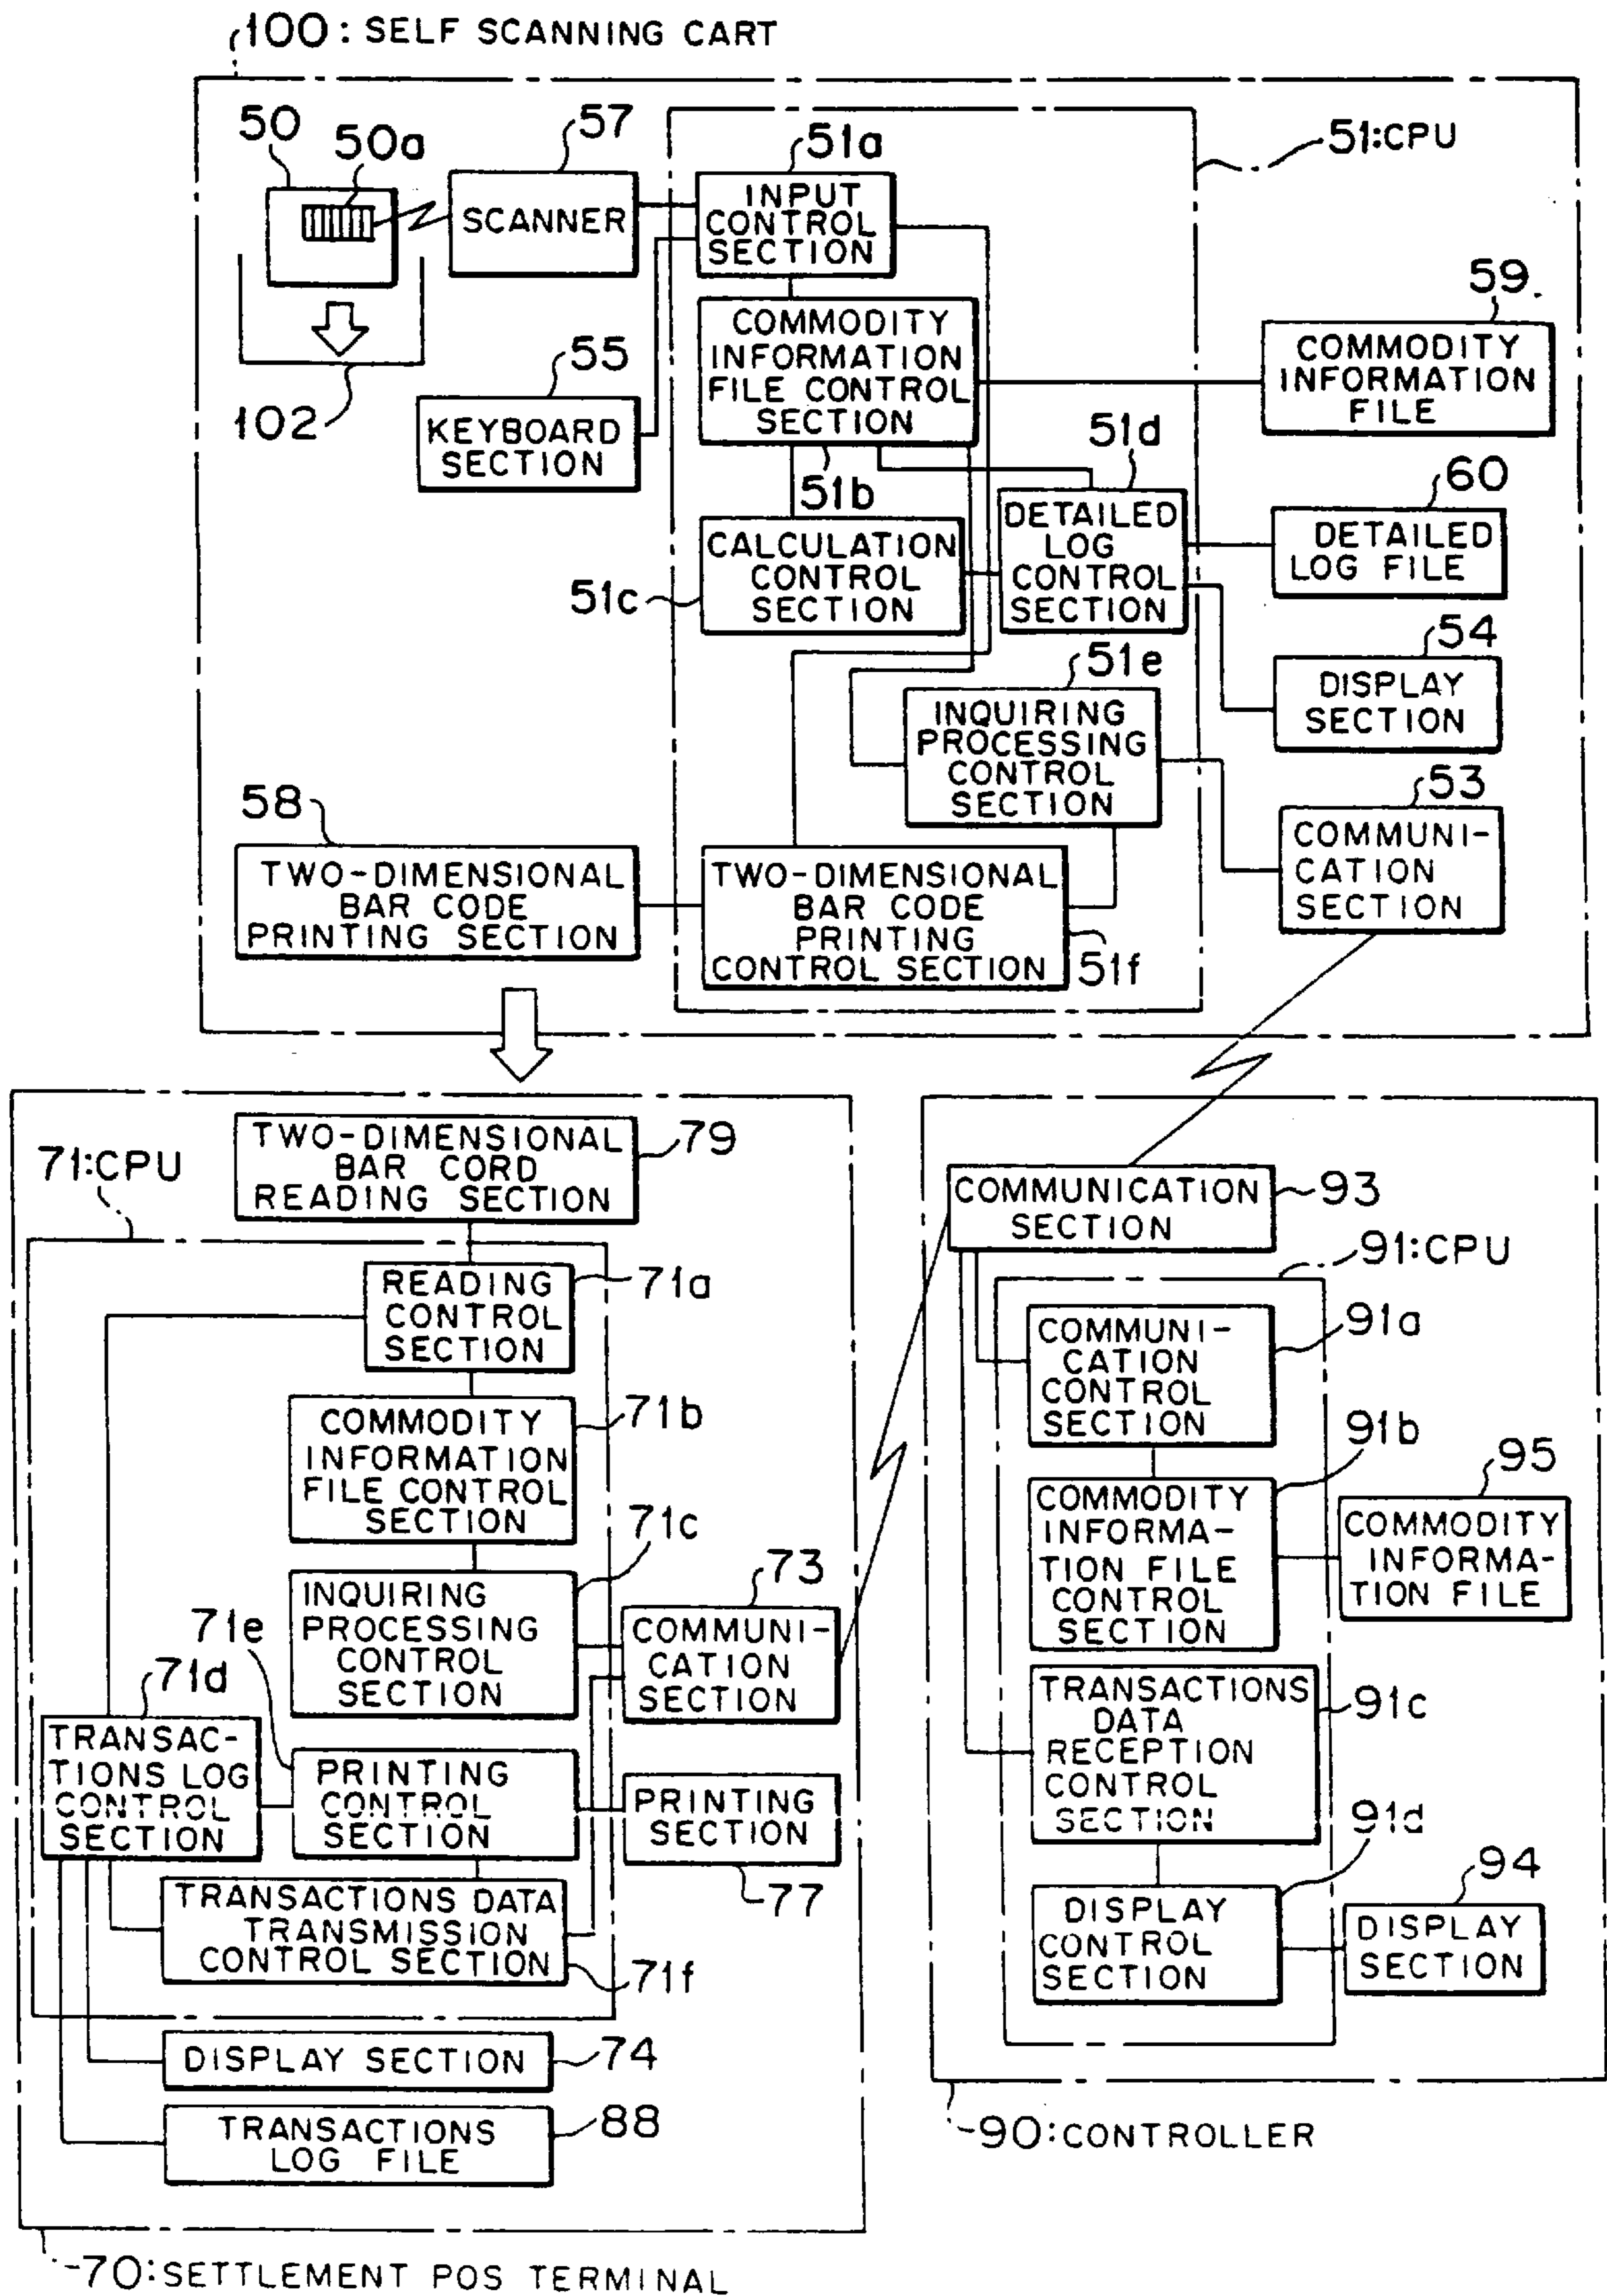 100: SELF SCANNING CART
50
50a
57
51a
51:CPU
SCANNER
INPUT
CONTROL
SECTION
59
COMMODITY
INFORMATION
FILE CONTROL
SECTION
COMMODITY
INFORMATION
FILE
102
55
KEYBOARD
SECTION
51b
51d
60
CALCULATION
CONTROL
SECTION
51c
DETAILED
LOG
CONTROL
SECTION
DETAILED
LOG FILE
54
51e
DISPLAY
SECTION
INQUIRING
PROCESSING
CONTROL
SECTION
53
58
COMMUNI-
CATION
SECTION
TWO-DIMENSIONAL
BAR CODE
PRINTING SECTION
TWO-DIMENSIONAL
BAR CODE
PRINTING
CONTROL SECTION
51f
71:CPU
TWO-DIMENSIONAL
BAR CORD
READING SECTION
79
READING
CONTROL
SECTION
71a
COMMODITY
INFORMATION
FILE CONTROL
SECTION
71b
71c
INQUIRING
PROCESSING
CONTROL
SECTION
73
COMMUNI-
CATION
SECTION
71e
71d
TRANSAC-
TIONS LOG
CONTROL
SECTION
PRINTING
CONTROL
SECTION
PRINTING
SECTION
77
TRANSACTIONS DATA
TRANSMISSION
CONTROL SECTION
71f
DISPLAY SECTION
74
TRANSACTIONS
LOG FILE
88
70:SETTLEMENT POS TERMINAL
COMMUNICATION
SECTION
93
91:CPU
COMMUNI-
CATION
CONTROL
SECTION
91a
91b
95
COMMODITY
INFORMA-
TION FILE
CONTROL
SECTION
COMMODITY
INFORMA-
TION FILE
TRANSACTIONS
DATA
RECEPTION
CONTROL
SECTION
91c
91d
94
DISPLAY
CONTROL
SECTION
DISPLAY
SECTION
90:CONTROLLER